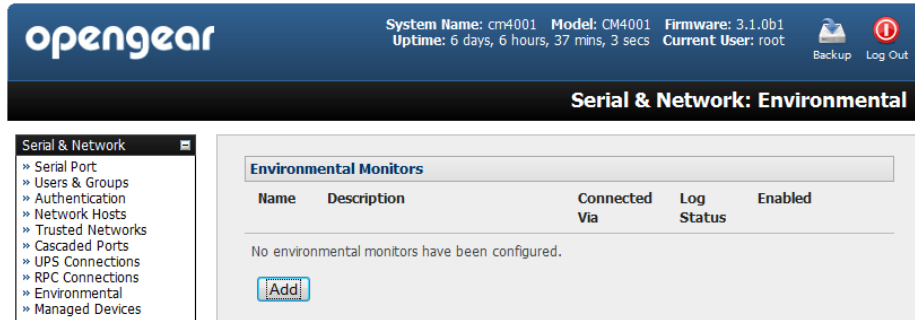 opengear
System Name: cm4001 Model: CM4001 Firmware: 3.1.0b1
Uptime: 6 days, 6 hours, 37 mins, 3 secs Current User: root
Backup Log Out
Serial & Network: Environmental
Serial & Network
» Serial Port
» Users & Groups
» Authentication
» Network Hosts
» Trusted Networks
» Cascaded Ports
» UPS Connections
» RPC Connections
» Environmental
» Managed Devices
Environmental Monitors
Name Description Connected Via Log Status Enabled
No environmental monitors have been configured.
Add